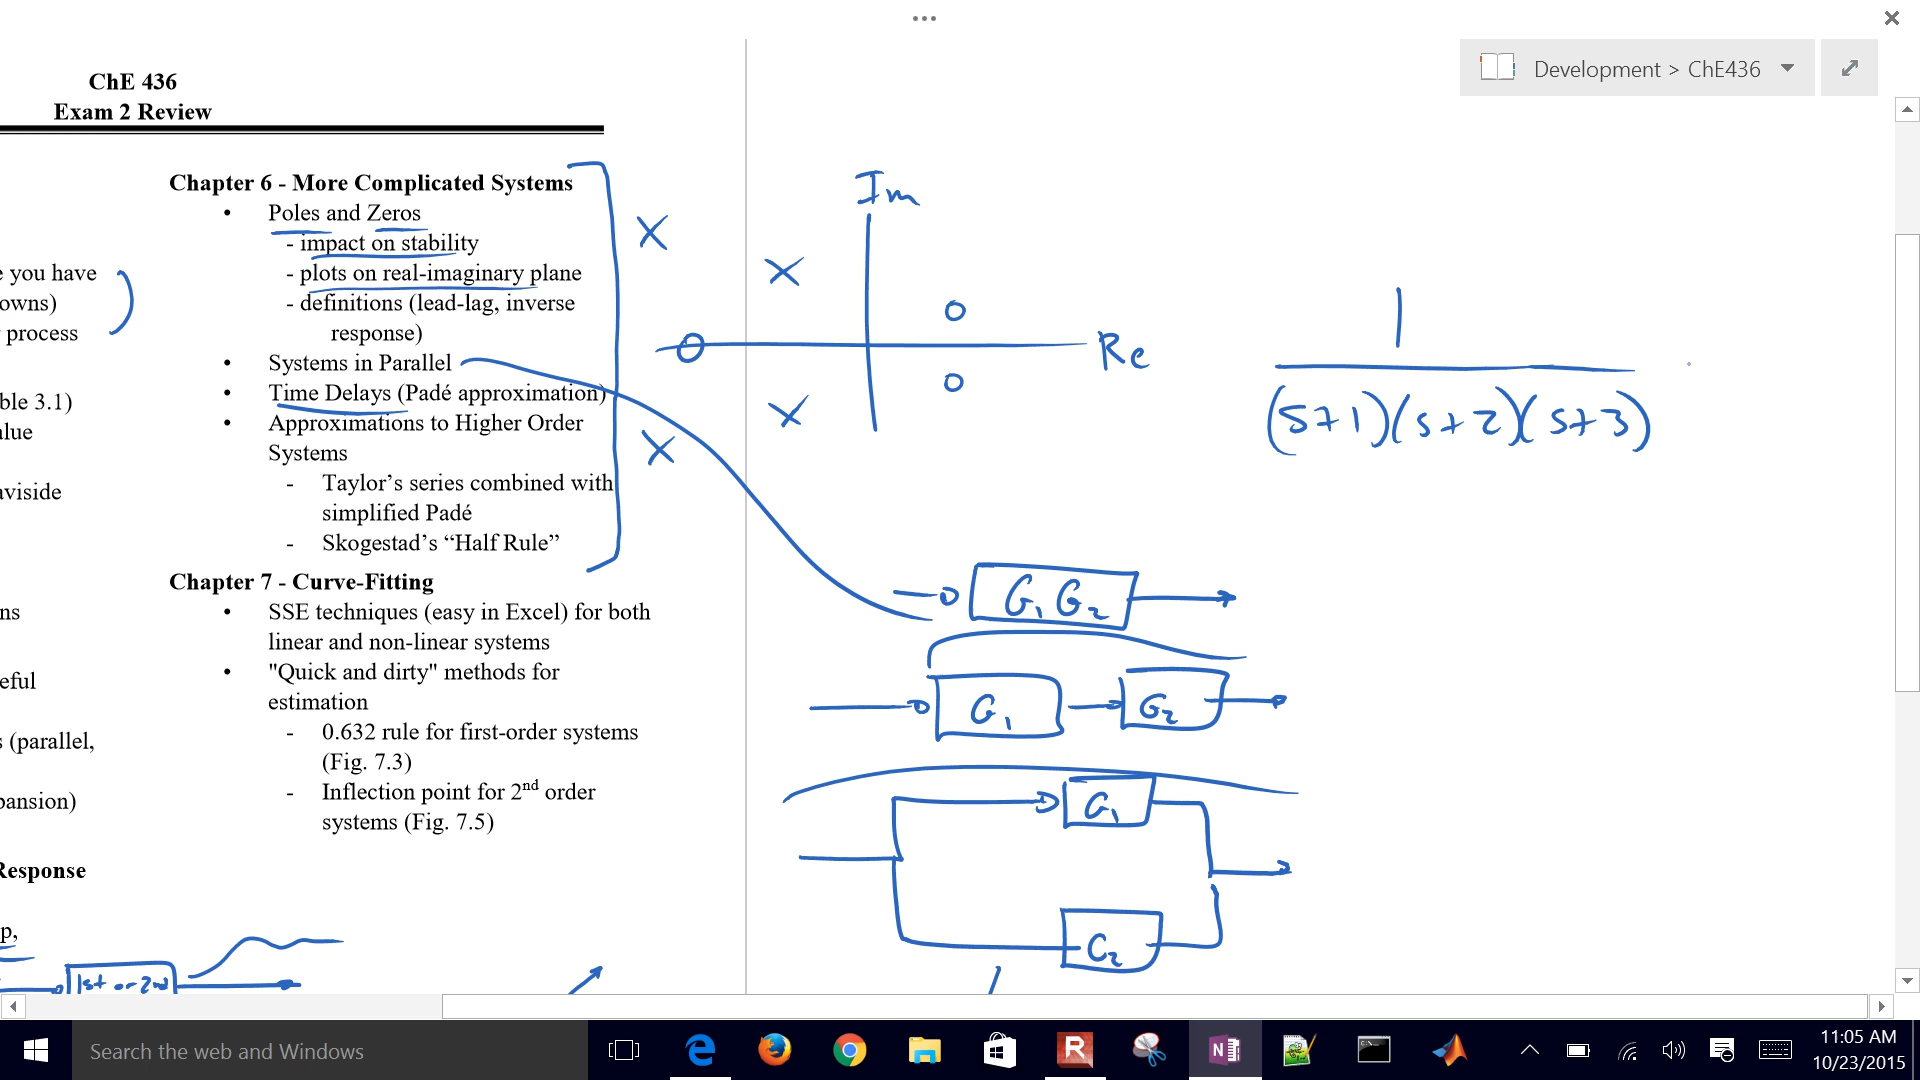 ChE 436
Exam 2 Review
Development > ChE436
e you have
owns)
process
ble 3.1)
alue
aviside
ns
eful
s (parallel,
pansion)
Response
p,
1st or 2nd
Chapter 6 - More Complicated Systems
• Poles and Zeros
- impact on stability
- plots on real-imaginary plane
- definitions (lead-lag, inverse
response)
• Systems in Parallel
• Time Delays (Padé approximation)
• Approximations to Higher Order
Systems
- Taylor’s series combined with
simplified Padé
- Skogestad’s “Half Rule”
Chapter 7 - Curve-Fitting
• SSE techniques (easy in Excel) for both
linear and non-linear systems
• "Quick and dirty" methods for
estimation
- 0.632 rule for first-order systems
(Fig. 7.3)
- Inflection point for 2nd order
systems (Fig. 7.5)
Im
Re
1
(s+1)(s+2)(s+3)
G1 G2
G1 G2
G1
G2
Search the web and Windows
11:05 AM
10/23/2015